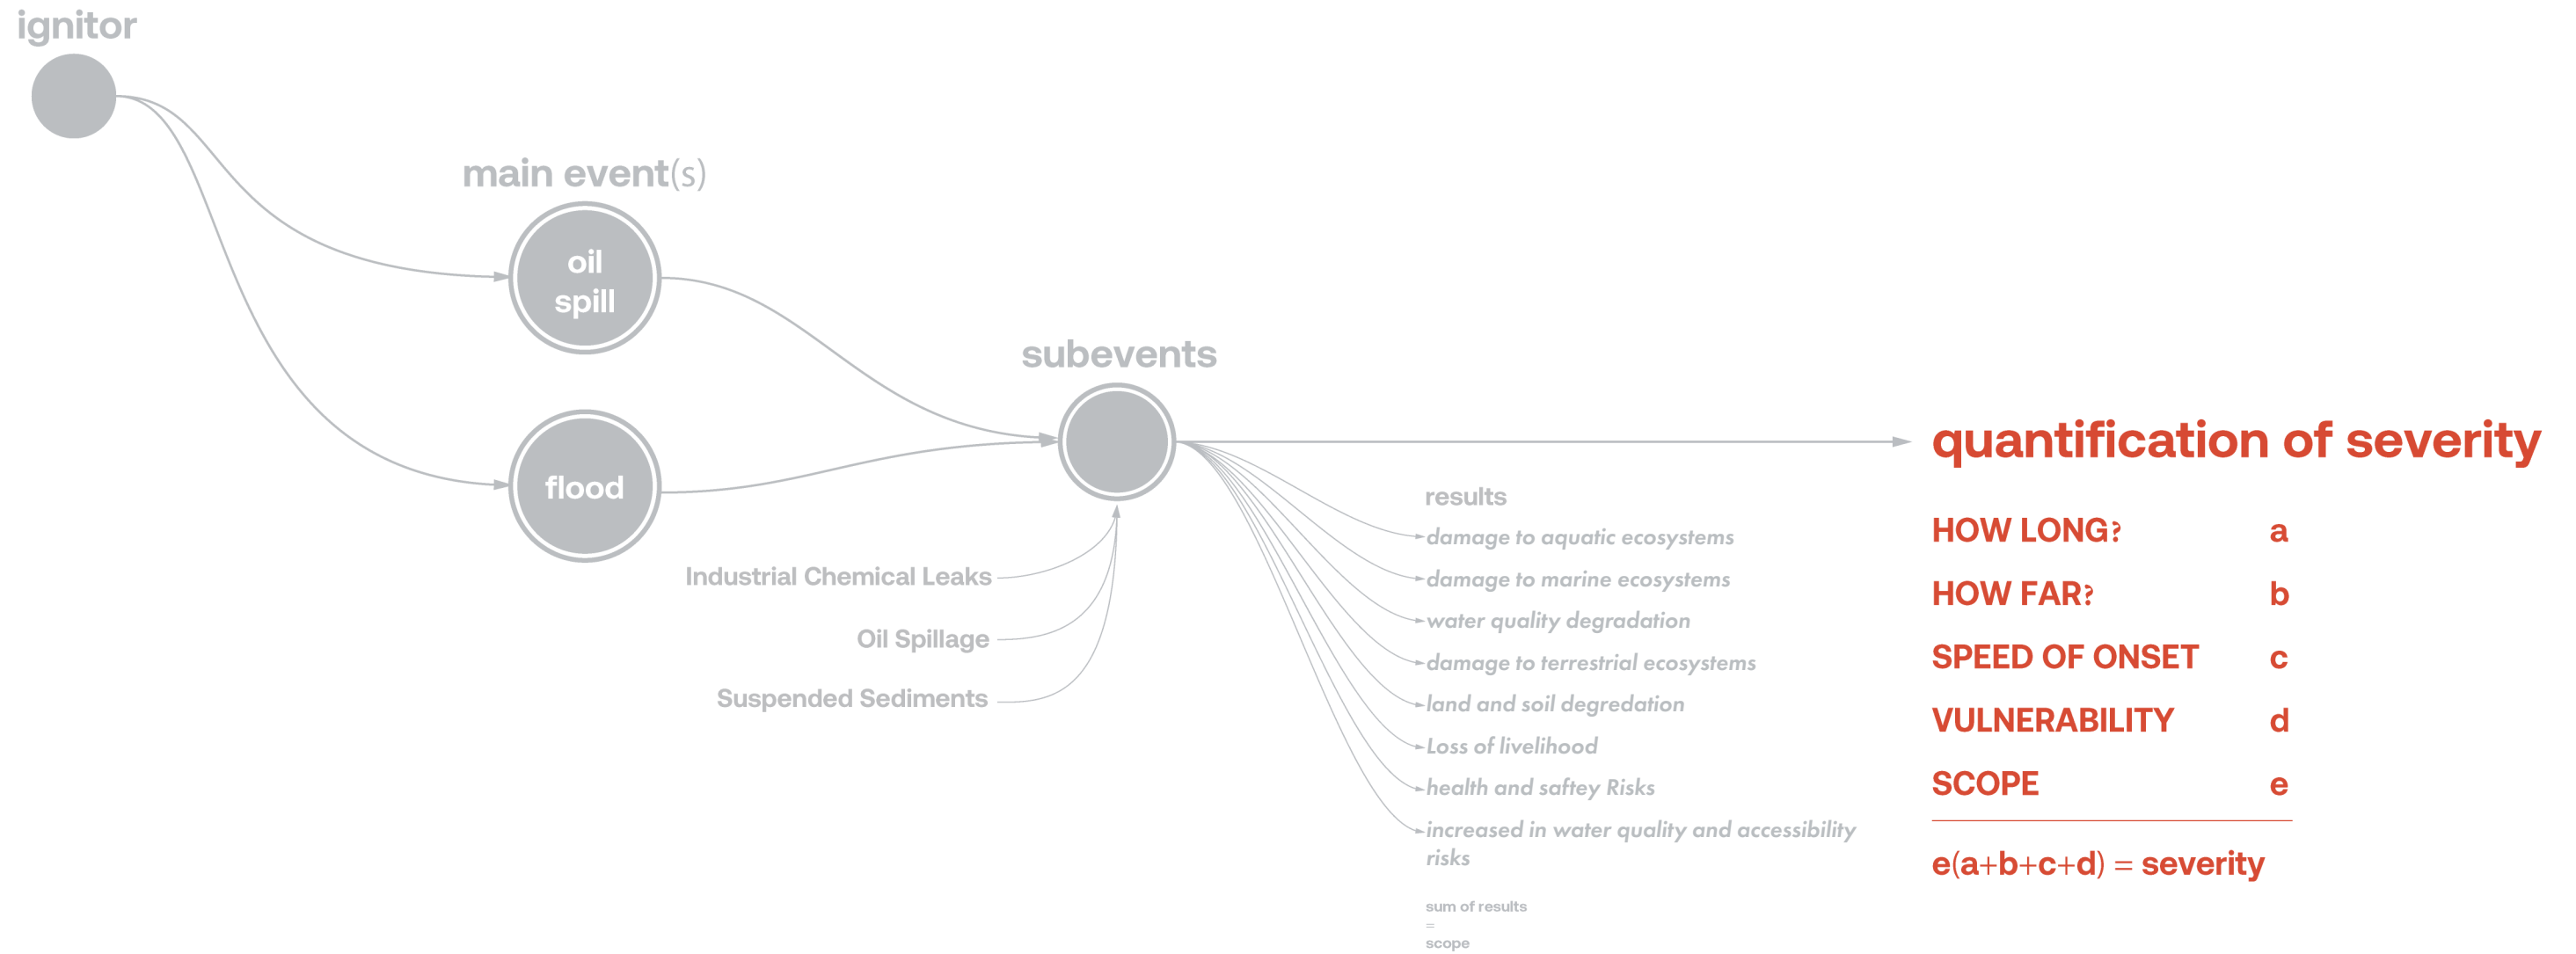 ignitor
main event(s)
oil
spill
flood
subevents
Industrial Chemical Leaks
Oil Spillage
Suspended Sediments
results
damage to aquatic ecosystems
damage to marine ecosystems
water quality degradation
damage to terrestrial ecosystems
land and soil degredation
Loss of livelihood
health and saftey Risks
increased in water quality and accessibility
risks
sum of results
=
scope
quantification of severity
HOW LONG? a
HOW FAR? b
SPEED OF ONSET c
VULNERABILITY d
SCOPE e
e(a+b+c+d) = severity